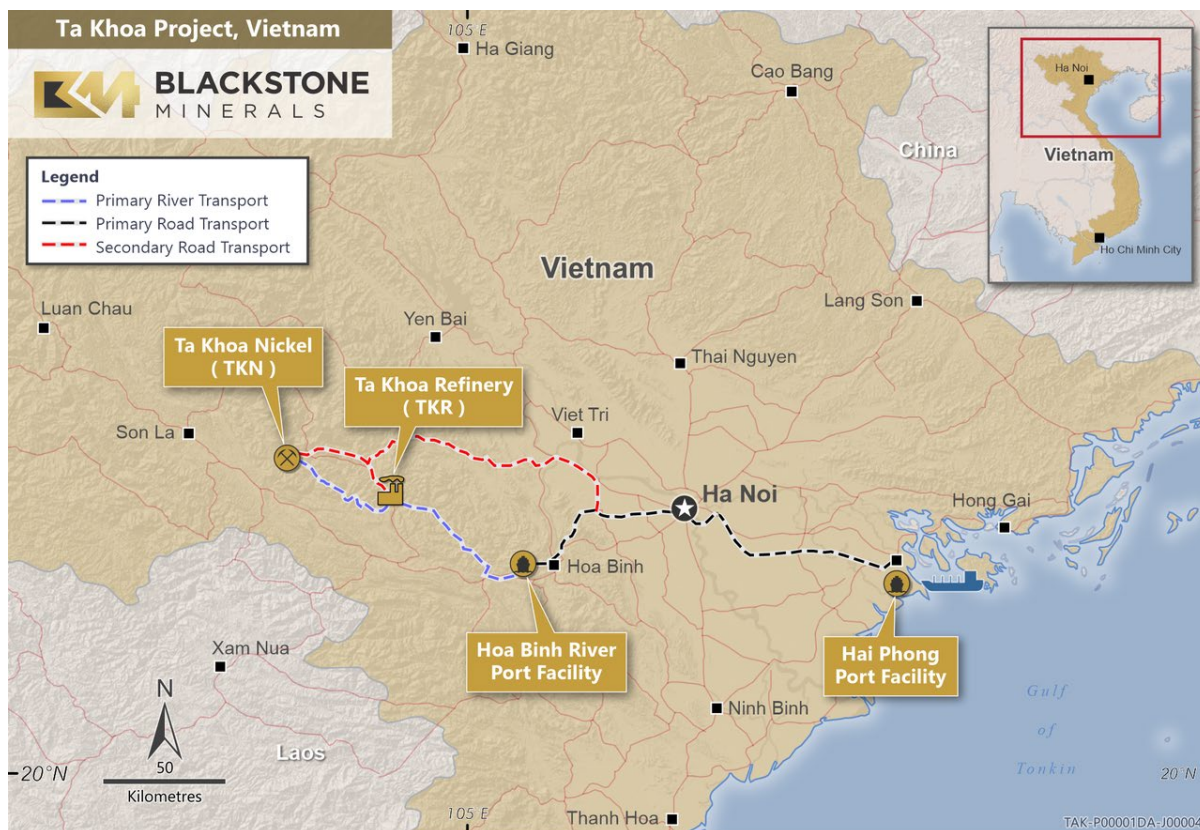 Ta Khoa Project, Vietnam
BLACKSTONE
MINERALS
Legend
Primary River Transport
Primary Road Transport
Secondary Road Transport
105 E
Ha Giang
Cao Bang
China
Ha Noi
Vietnam
Ho Chi Minh City
Vietnam
Luan Chau
Lang Son
Yen Bai
Thai Nguyen
Ta Khoa Nickel
( TKN )
Ta Khoa Refinery
( TKR )
Viet Tri
Son La
Ha Noi
Hong Gai
Hoa Binh
Hoa Binh River
Port Facility
Hai Phong
Port Facility
Xam Nua
N
Gulf
of
Tonkin
Ninh Binh
Laos
20°N
50
Kilometres
20°N
105 E
Thanh Hoa
TAK-P00001DA-J00004